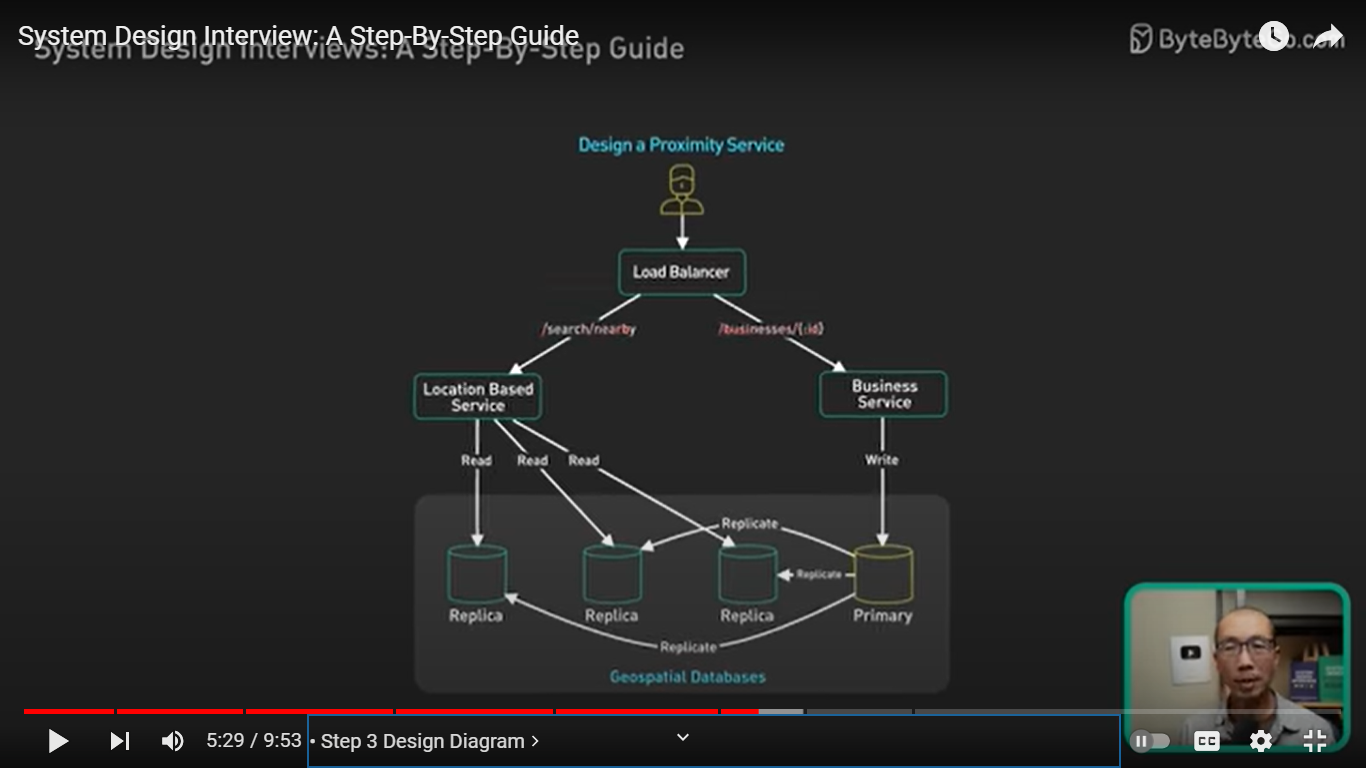 System Design Interview: A Step-By-Step Guide
System Design Interviews: A Step-By-Step Guide
ByteByteGo.com
Design a Proximity Service
Load Balancer
/search/nearby
/businesses/{:id}
Location Based
Service
Business
Service
Read
Read
Read
Write
Replicate
Replicate
Replica
Replica
Replica
Primary
Replicate
Geospatial Databases
5:29 / 9:53 • Step 3 Design Diagram
CC